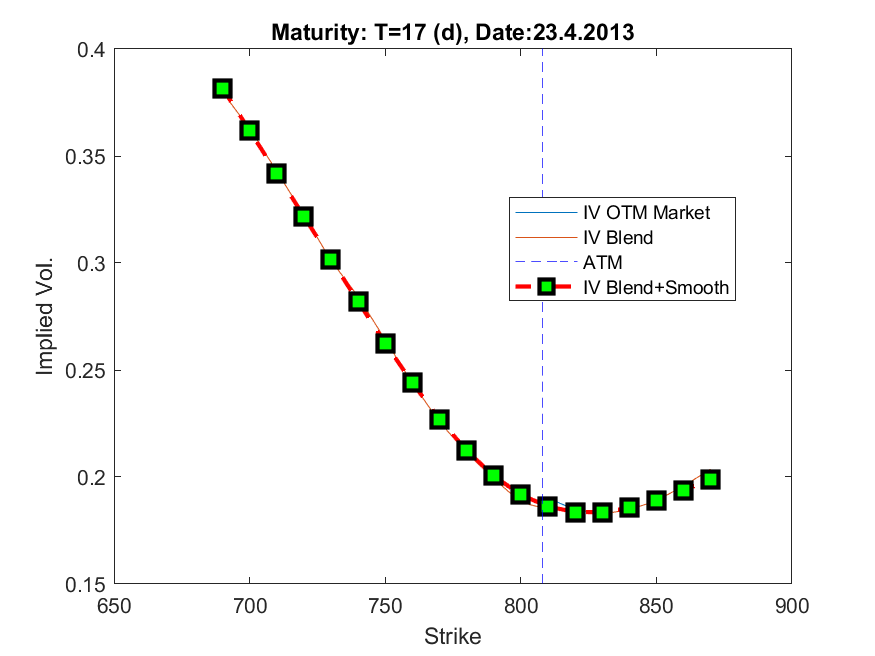 Maturity: T=17 (d), Date:23.4.2013
0.4
0.35
0.3
0.25
0.2
0.15
Implied Vol.
IV OTM Market
IV Blend
ATM
IV Blend+Smooth
650 700 750 800 850 900
Strike